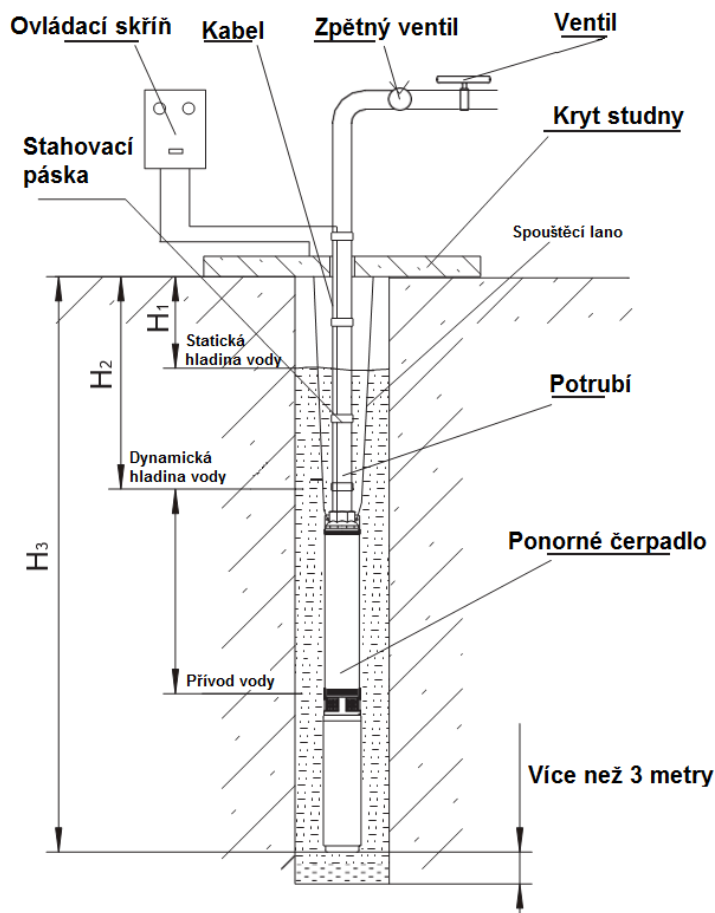 Ovládací skříň
Kabel
Zpětný ventil
Ventil
Stahovací
páska
Kryt studny
Spouštěcí lano
H1
Statická
hladina vody
H2
Potrubí
Dynamická
hladina vody
H3
Ponorné čerpadlo
Přívod vody
Více než 3 metry